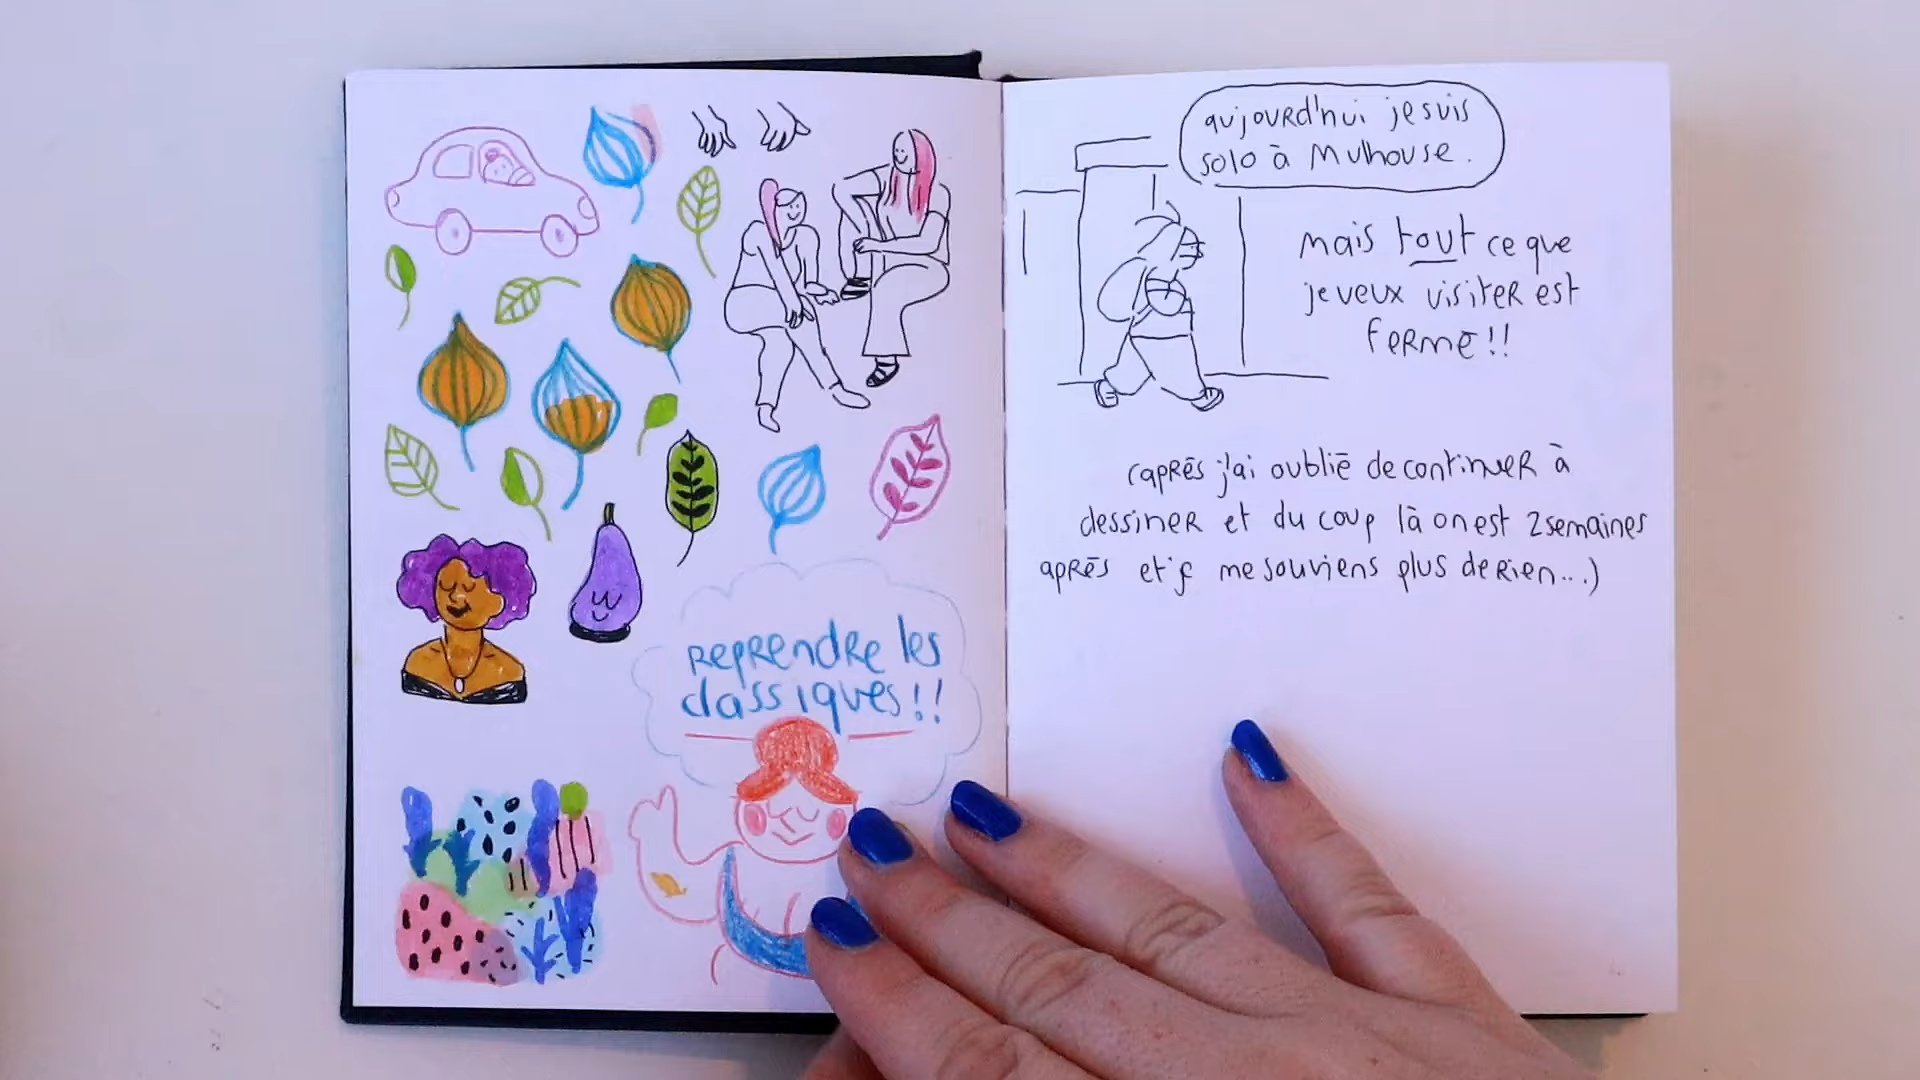 reprendre les
classiques!!
aujourd'hui je suis
solo à Mulhouse.
mais tout ce que
je veux visiter est
fermé!!
(après j'ai oublié de continuer à
dessiner et du coup là on est 2 semaines
après et je me souviens plus de rien...)